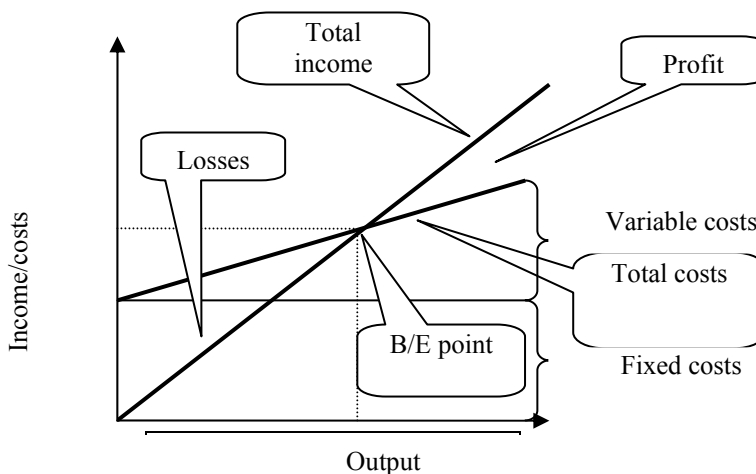 Total
income
Profit
Losses
Income/costs
Variable costs
Total costs
B/E point
Fixed costs
Output